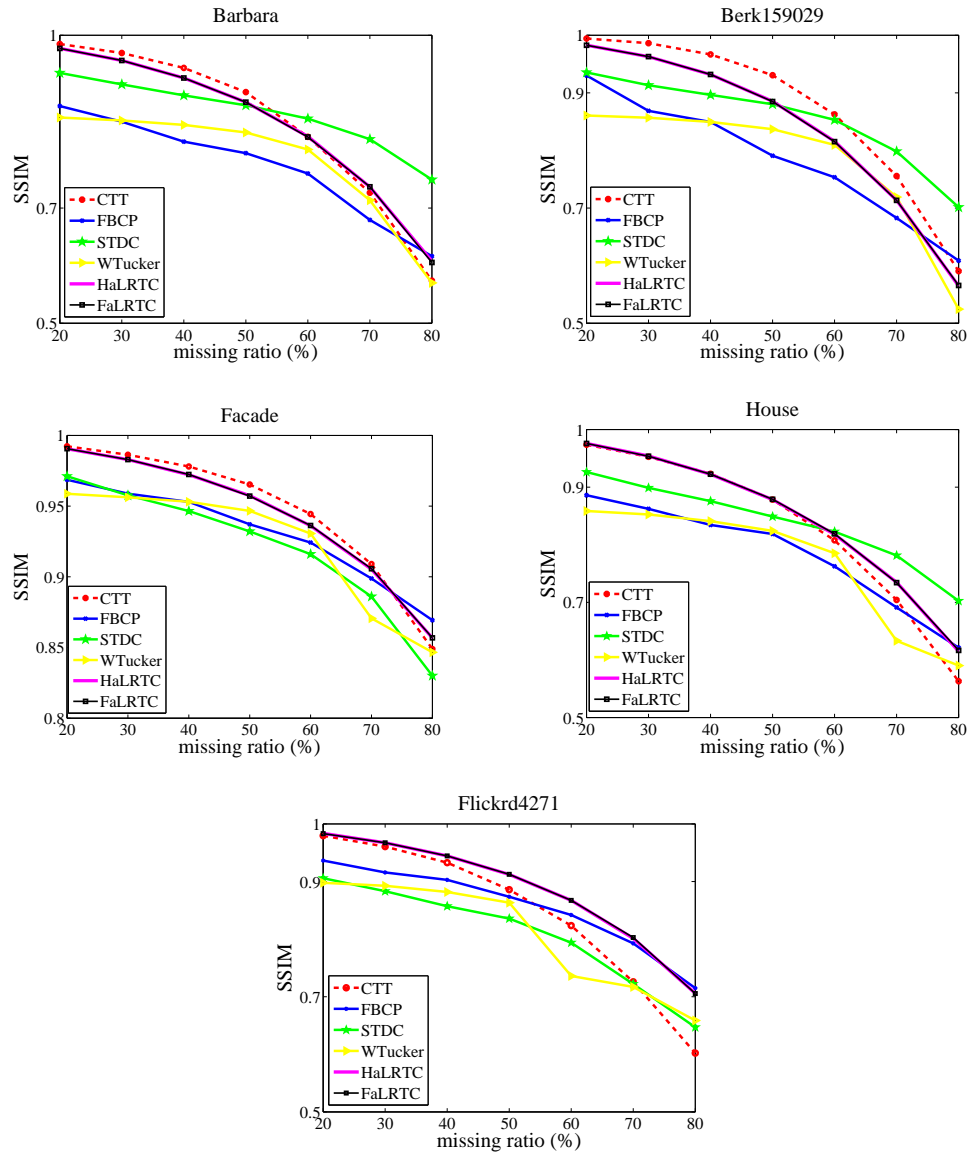 Barbara
1
0.7
0.5
SSIM
CTT
FBCP
STDC
WTucker
HaLRTC
FaLRTC
20 30 40 50 60 70 80
missing ratio (%)
Berk159029
1
0.9
0.7
0.5
SSIM
CTT
FBCP
STDC
WTucker
HaLRTC
FaLRTC
20 30 40 50 60 70 80
missing ratio (%)
Facade
1
0.95
0.9
0.85
0.8
SSIM
CTT
FBCP
STDC
WTucker
HaLRTC
FaLRTC
20 30 40 50 60 70 80
missing ratio (%)
House
1
0.9
0.7
0.5
SSIM
CTT
FBCP
STDC
WTucker
HaLRTC
FaLRTC
20 30 40 50 60 70 80
missing ratio (%)
Flickrd4271
1
0.9
0.7
0.5
SSIM
CTT
FBCP
STDC
WTucker
HaLRTC
FaLRTC
20 30 40 50 60 70 80
missing ratio (%)